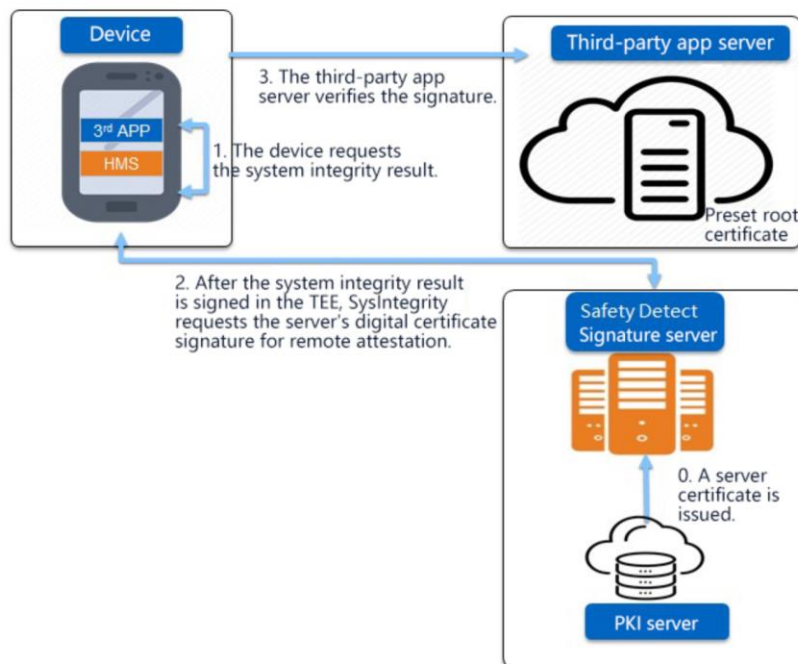 Device
Third-party app server
3. The third-party app
server verifies the signature.
3rd APP
HMS
1. The device requests
the system integrity result.
Preset root
certificate
2. After the system integrity result
is signed in the TEE, SysIntegrity
requests the server's digital certificate
signature for remote attestation.
Safety Detect
Signature server
0. A server
certificate is
issued.
PKI server